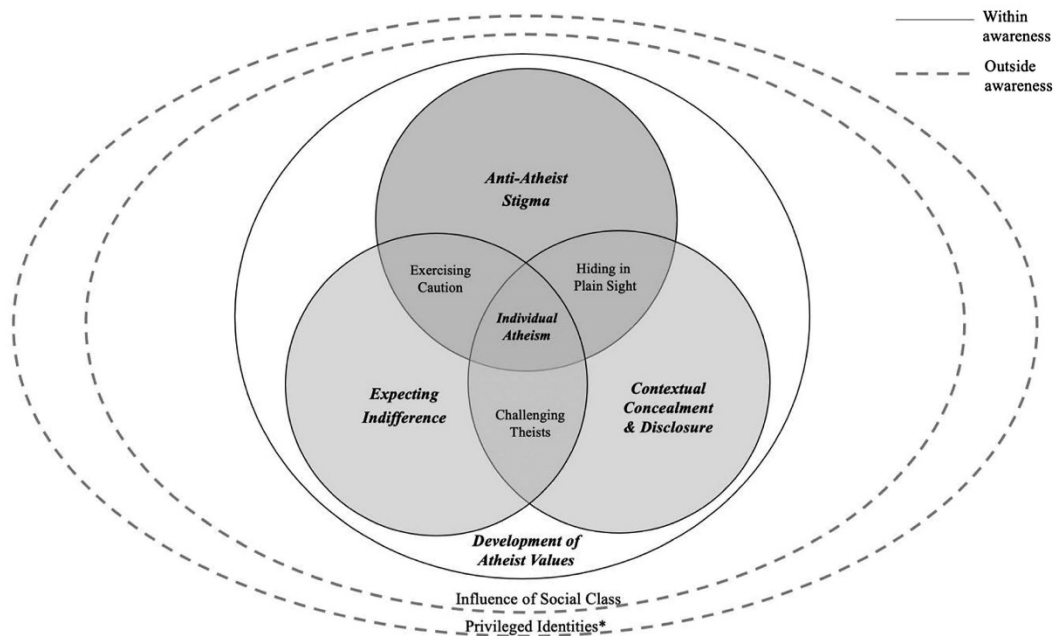 Within
awareness
Outside
awareness
Anti-Atheist
Stigma
Exercising
Caution
Hiding in
Plain Sight
Individual
Atheism
Expecting
Indifference
Contextual
Concealment
& Disclosure
Challenging
Theists
Development of
Atheist Values
Influence of Social Class
Privileged Identities*